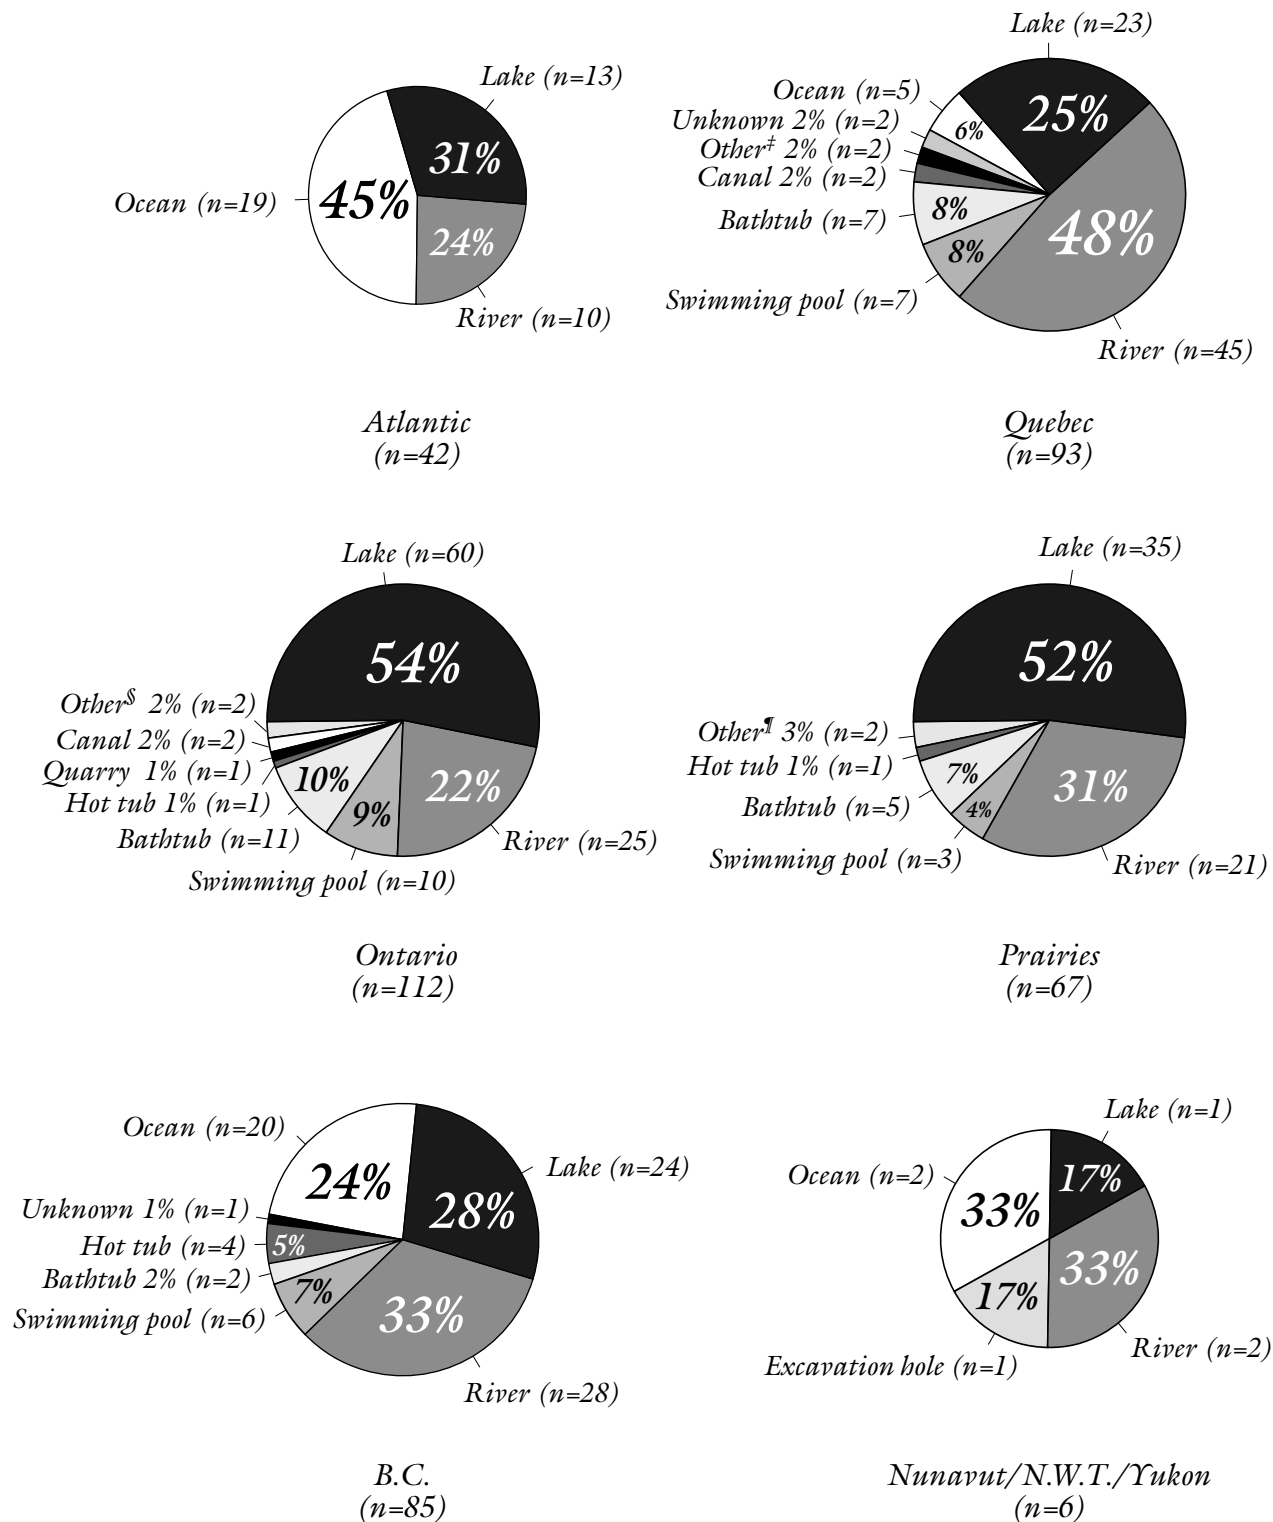 Lake (n=13)
31%
Ocean (n=19)
45%
24%
River (n=10)
Atlantic
(n=42)
Lake (n=23)
Ocean (n=5)
25%
Unknown 2% (n=2)
6%
Other‡ 2% (n=2)
Canal 2% (n=2)
8%
Bathtub (n=7)
48%
8%
Swimming pool (n=7)
River (n=45)
Quebec
(n=93)
Lake (n=60)
54%
Other§ 2% (n=2)
Canal 2% (n=2)
Quarry 1% (n=1)
10%
22%
Hot tub 1% (n=1)
9%
Bathtub (n=11)
River (n=25)
Swimming pool (n=10)
Ontario
(n=112)
Lake (n=35)
52%
Other¶ 3% (n=2)
Hot tub 1% (n=1)
7%
31%
Bathtub (n=5)
4%
Swimming pool (n=3)
River (n=21)
Prairies
(n=67)
Ocean (n=20)
Lake (n=24)
24%
28%
Unknown 1% (n=1)
Hot tub (n=4)
5%
Bathtub 2% (n=2)
7%
Swimming pool (n=6)
33%
River (n=28)
B.C.
(n=85)
Lake (n=1)
Ocean (n=2)
17%
33%
33%
17%
River (n=2)
Excavation hole (n=1)
Nunavut/N.W.T./Yukon
(n=6)